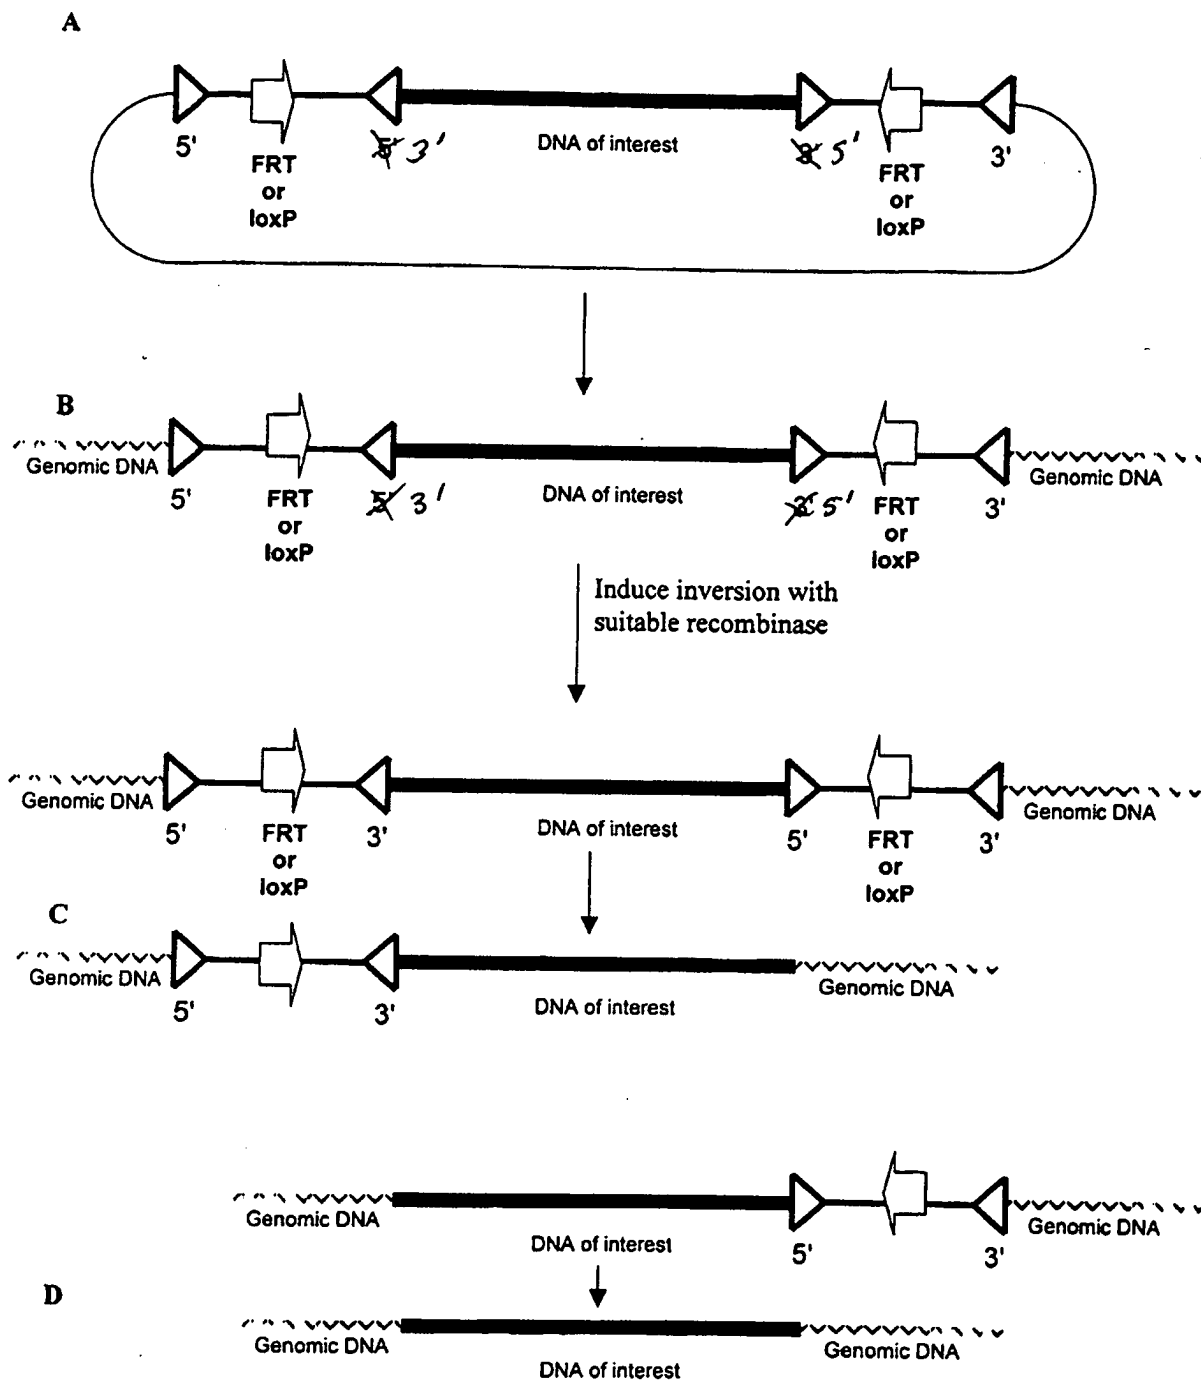 A
5'
FRT
or
loxP
5' 3'
DNA of interest
3' 5'
FRT
or
loxP
3'
B
Genomic DNA
5'
FRT
or
loxP
5' 3'
DNA of interest
3' 5'
FRT
or
loxP
3'
Genomic DNA
Induce inversion with
suitable recombinase
Genomic DNA
5'
FRT
or
loxP
3'
DNA of interest
5'
FRT
or
loxP
3'
Genomic DNA
C
Genomic DNA
5'
3'
DNA of interest
Genomic DNA
Genomic DNA
DNA of interest
5'
3'
Genomic DNA
D
Genomic DNA
DNA of interest
Genomic DNA